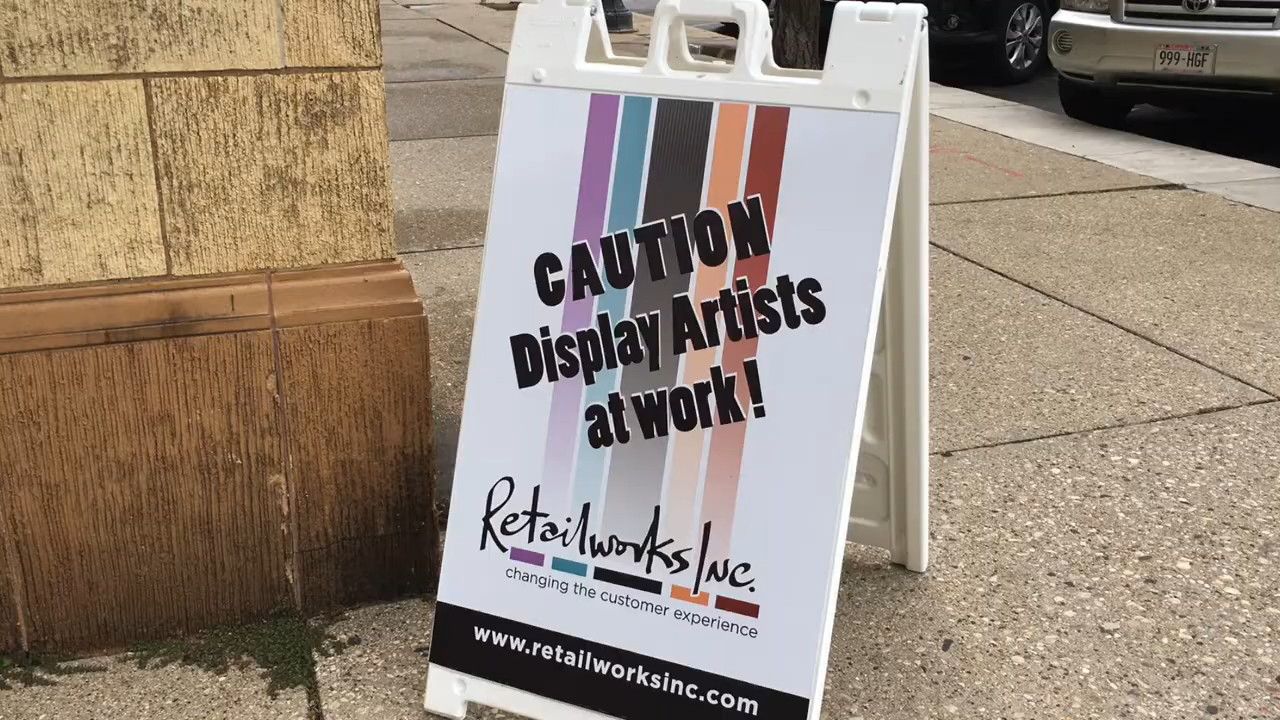 999-HGF
CAUTION
Display Artists
at work!
Retailworks Inc.
changing the customer experience
www.retailworksinc.com